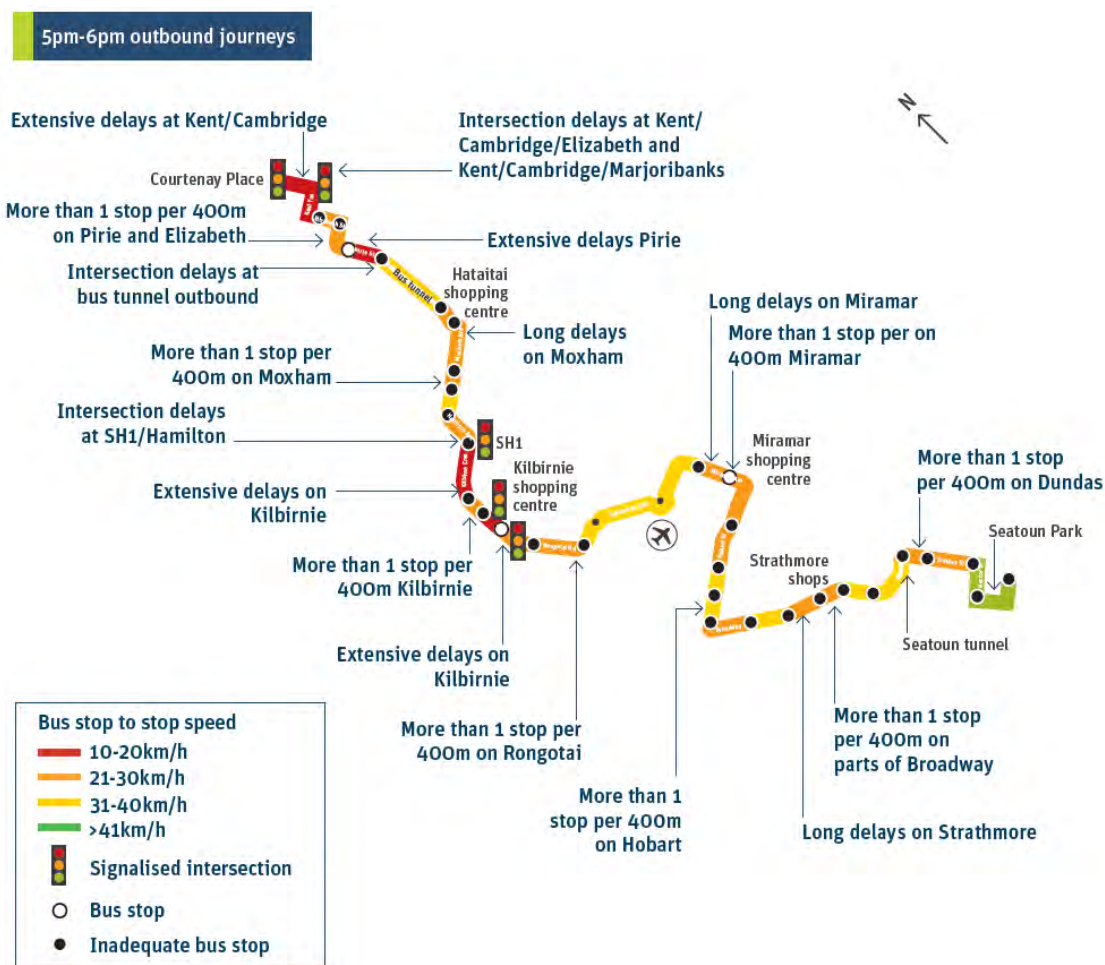 5pm-6pm outbound journeys
N
Extensive delays at Kent/Cambridge
Intersection delays at Kent/
Cambridge/Elizabeth and
Kent/Cambridge/Marjoribanks
Courtenay Place
More than 1 stop per 400m
on Pirie and Elizabeth
Extensive delays Pirie
Intersection delays at
bus tunnel outbound
Bus tunnel
Hataitai
shopping
centre
Long delays
on Moxham
Long delays on Miramar
More than 1 stop per on
400m Miramar
More than 1 stop per
400m on Moxham
Intersection delays
at SH1/Hamilton
SH1
Kilbirnie
shopping
centre
Miramar
shopping
centre
More than 1 stop
per 400m on Dundas
Extensive delays on
Kilbirnie
Seatoun Park
More than 1 stop per
400m Kilbirnie
Strathmore
shops
Seatoun tunnel
Extensive delays on
Kilbirnie
More than 1 stop per
400m on Rongotai
More than 1 stop
per 400m on
parts of Broadway
More than 1
stop per 400m
on Hobart
Long delays on Strathmore
Bus stop to stop speed
10-20km/h
21-30km/h
31-40km/h
>41km/h
Signalised intersection
Bus stop
Inadequate bus stop